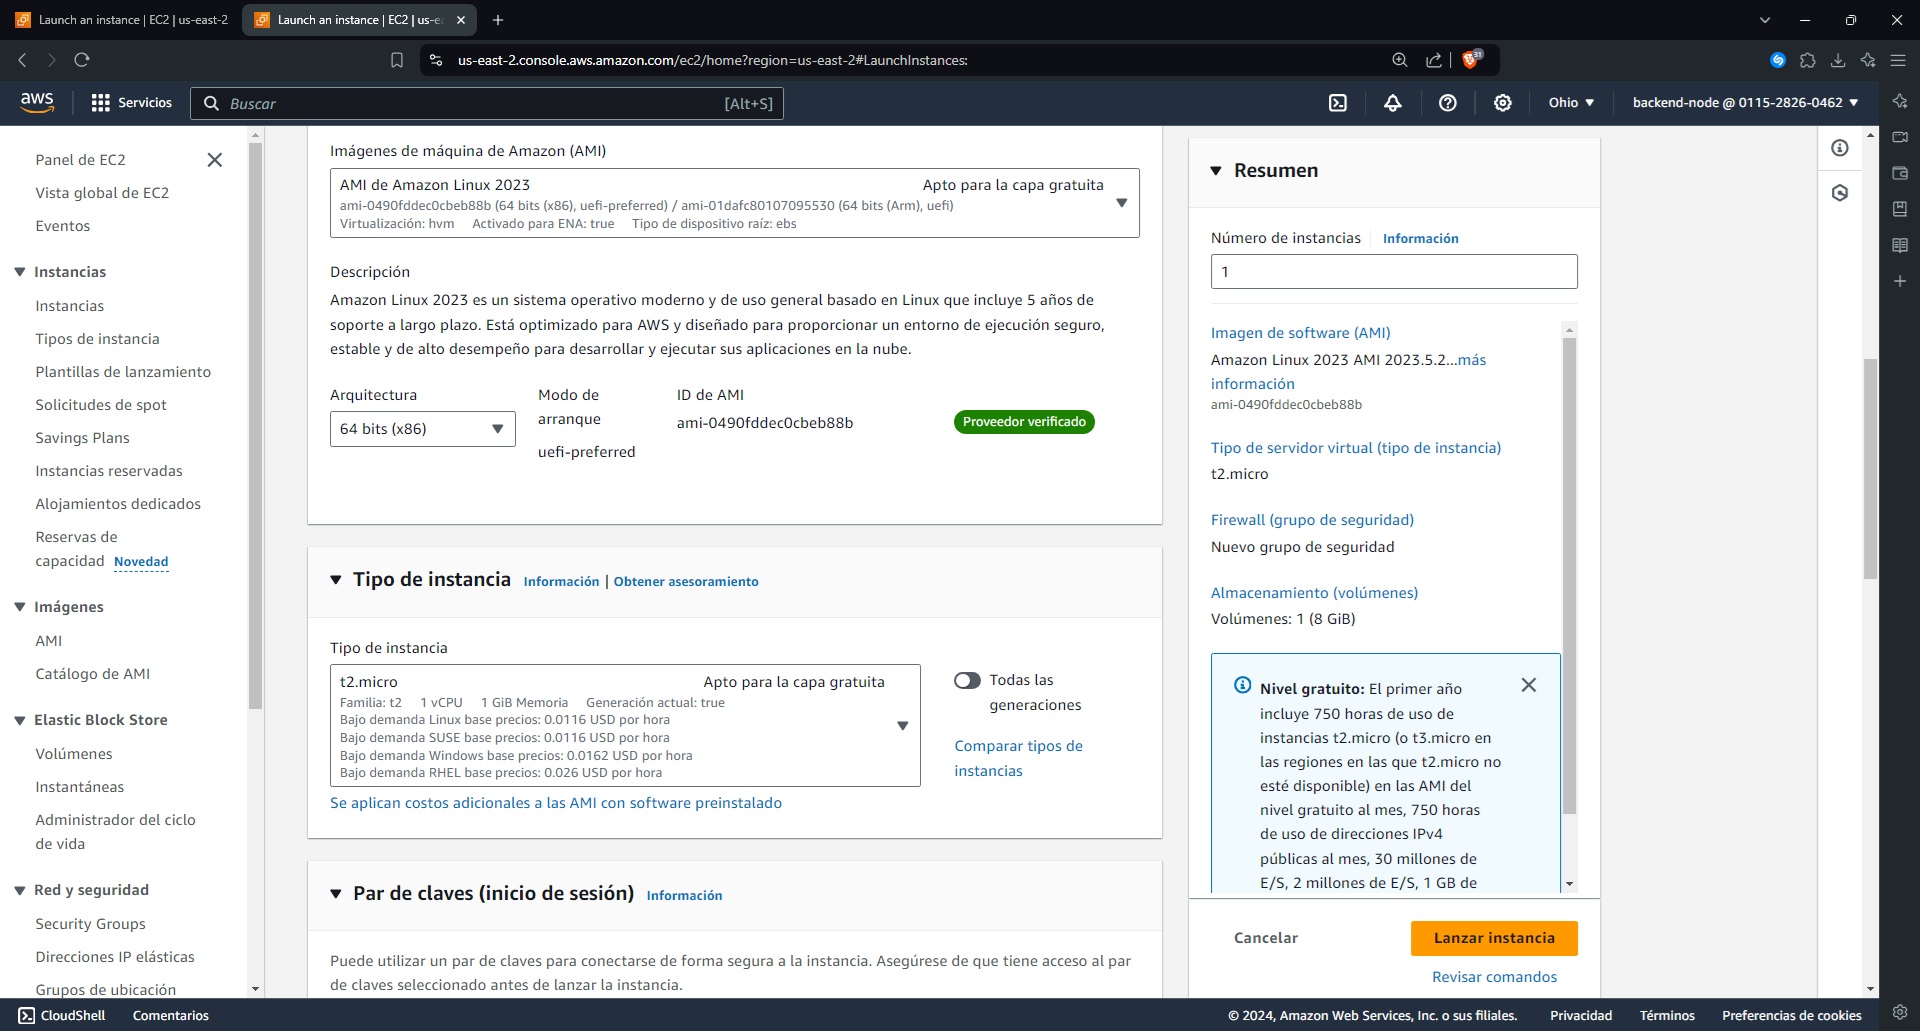 Launch an instance | EC2 | us-east-2
Launch an instance | EC2 | us-e
us-east-2.console.aws.amazon.com/ec2/home?region=us-east-2#LaunchInstances:
31
aws
Servicios
Buscar
[Alt+S]
Ohio
backend-node @ 0115-2826-0462
Panel de EC2
Vista global de EC2
Eventos
Instancias
Instancias
Tipos de instancia
Plantillas de lanzamiento
Solicitudes de spot
Savings Plans
Instancias reservadas
Alojamientos dedicados
Reservas de
capacidad Novedad
Imágenes
AMI
Catálogo de AMI
Elastic Block Store
Volúmenes
Instantáneas
Administrador del ciclo
de vida
Red y seguridad
Security Groups
Direcciones IP elásticas
Grupos de ubicación
Imágenes de máquina de Amazon (AMI)
AMI de Amazon Linux 2023
Apto para la capa gratuita
ami-0490fddec0cbeb88b (64 bits (x86), uefi-preferred) / ami-01dafc80107095530 (64 bits (Arm), uefi)
Virtualización: hvm Activado para ENA: true Tipo de dispositivo raíz: ebs
Descripción
Amazon Linux 2023 es un sistema operativo moderno y de uso general basado en Linux que incluye 5 años de
soporte a largo plazo. Está optimizado para AWS y diseñado para proporcionar un entorno de ejecución seguro,
estable y de alto desempeño para desarrollar y ejecutar sus aplicaciones en la nube.
Arquitectura
64 bits (x86)
Modo de
arranque
uefi-preferred
ID de AMI
ami-0490fddec0cbeb88b
Proveedor verificado
Tipo de instancia Información | Obtener asesoramiento
Tipo de instancia
t2.micro
Apto para la capa gratuita
Familia: t2 1 vCPU 1 GiB Memoria Generación actual: true
Bajo demanda Linux base precios: 0.0116 USD por hora
Bajo demanda SUSE base precios: 0.0116 USD por hora
Bajo demanda Windows base precios: 0.0162 USD por hora
Bajo demanda RHEL base precios: 0.026 USD por hora
Todas las
generaciones
Comparar tipos de
instancias
Se aplican costos adicionales a las AMI con software preinstalado
Par de claves (inicio de sesión) Información
Puede utilizar un par de claves para conectarse de forma segura a la instancia. Asegúrese de que tiene acceso al par
de claves seleccionado antes de lanzar la instancia.
Resumen
Número de instancias Información
1
Imagen de software (AMI)
Amazon Linux 2023 AMI 2023.5.2...más
información
ami-0490fddec0cbeb88b
Tipo de servidor virtual (tipo de instancia)
t2.micro
Firewall (grupo de seguridad)
Nuevo grupo de seguridad
Almacenamiento (volúmenes)
Volúmenes: 1 (8 GiB)
Nivel gratuito: El primer año
incluye 750 horas de uso de
instancias t2.micro (o t3.micro en
las regiones en las que t2.micro no
esté disponible) en las AMI del
nivel gratuito al mes, 750 horas
de uso de direcciones IPv4
públicas al mes, 30 millones de
E/S, 2 millones de E/S, 1 GB de
Cancelar
Lanzar instancia
Revisar comandos
CloudShell
Comentarios
© 2024, Amazon Web Services, Inc. o sus filiales.
Privacidad
Términos
Preferencias de cookies